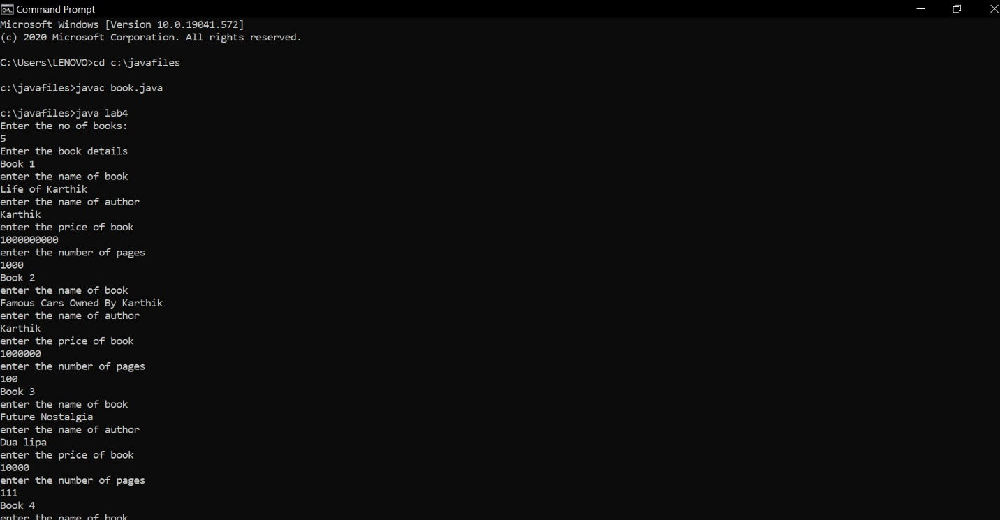 Command Prompt
Microsoft Windows [Version 10.0.19041.572]
(c) 2020 Microsoft Corporation. All rights reserved.
C:\Users\LENOVO>cd c:\javafiles
c:\javafiles>javac book.java
c:\javafiles>java lab4
Enter the no of books:
5
Enter the book details
Book 1
enter the name of book
Life of Karthik
enter the name of author
Karthik
enter the price of book
1000000000
enter the number of pages
1000
Book 2
enter the name of book
Famous Cars Owned By Karthik
enter the name of author
Karthik
enter the price of book
1000000
enter the number of pages
100
Book 3
enter the name of book
Future Nostalgia
enter the name of author
Dua lipa
enter the price of book
10000
enter the number of pages
111
Book 4
enter the name of book